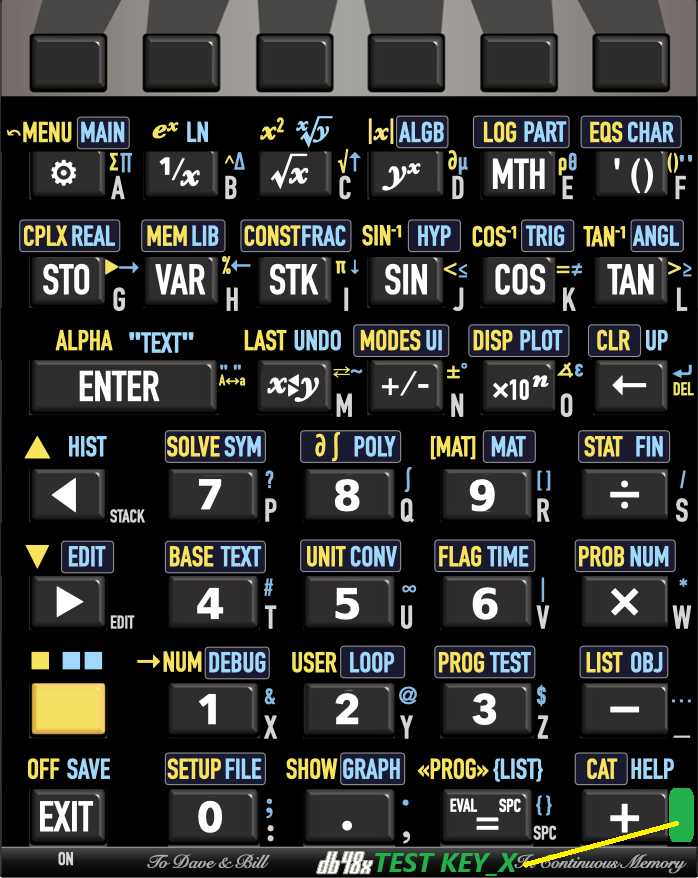 MENU MAIN eˣ LN x² ˣ√y |x| ALGB LOG PART EQS CHAR
⚙ ΣΠ A 1/x ^Δ B √x √↑ C yˣ ∂μ D MTH ρθ E ' () ()'' F
CPLX REAL MEM LIB CONST FRAC SIN⁻¹ HYP COS⁻¹ TRIG TAN⁻¹ ANGL
STO ▶→ G VAR %← H STK π↓ I SIN <≤ J COS =≠ K TAN >≥ L
ALPHA "TEXT" LAST UNDO MODES UI DISP PLOT CLR UP
ENTER " " A↔a x⇄y ⇄~ M +/- ±° N ×10ⁿ ∡ε O ← ↵ DEL
▲ HIST SOLVE SYM ∂ ∫ POLY [MAT] MAT STAT FIN
◀ STACK 7 ? P 8 ∫ Q 9 [] R ÷ / S
▼ EDIT BASE TEXT UNIT CONV FLAG TIME PROB NUM
▶ EDIT 4 # T 5 ∞ U 6 | V × * W
→NUM DEBUG USER LOOP PROG TEST LIST OBJ
1 & X 2 @ Y 3 $ Z − … _
OFF SAVE SETUP FILE SHOW GRAPH «PROG» {LIST} CAT HELP
EXIT 0 ; : . · , EVAL SPC = {} SPC +
ON To Dave & Bill db48x TEST KEY_X In Continuous Memory